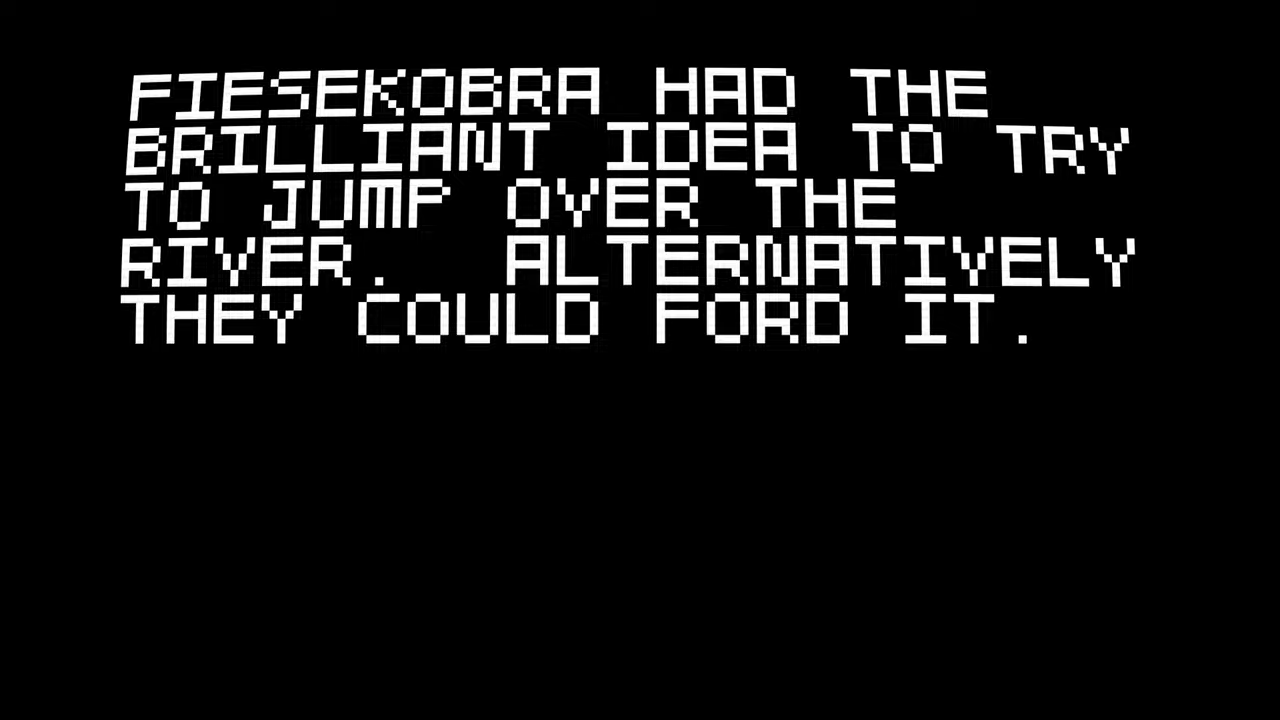 FIESEKOBRA HAD THE
BRILLIANT IDEA TO TRY
TO JUMP OVER THE
RIVER.  ALTERNATIVELY
THEY COULD FORD IT.